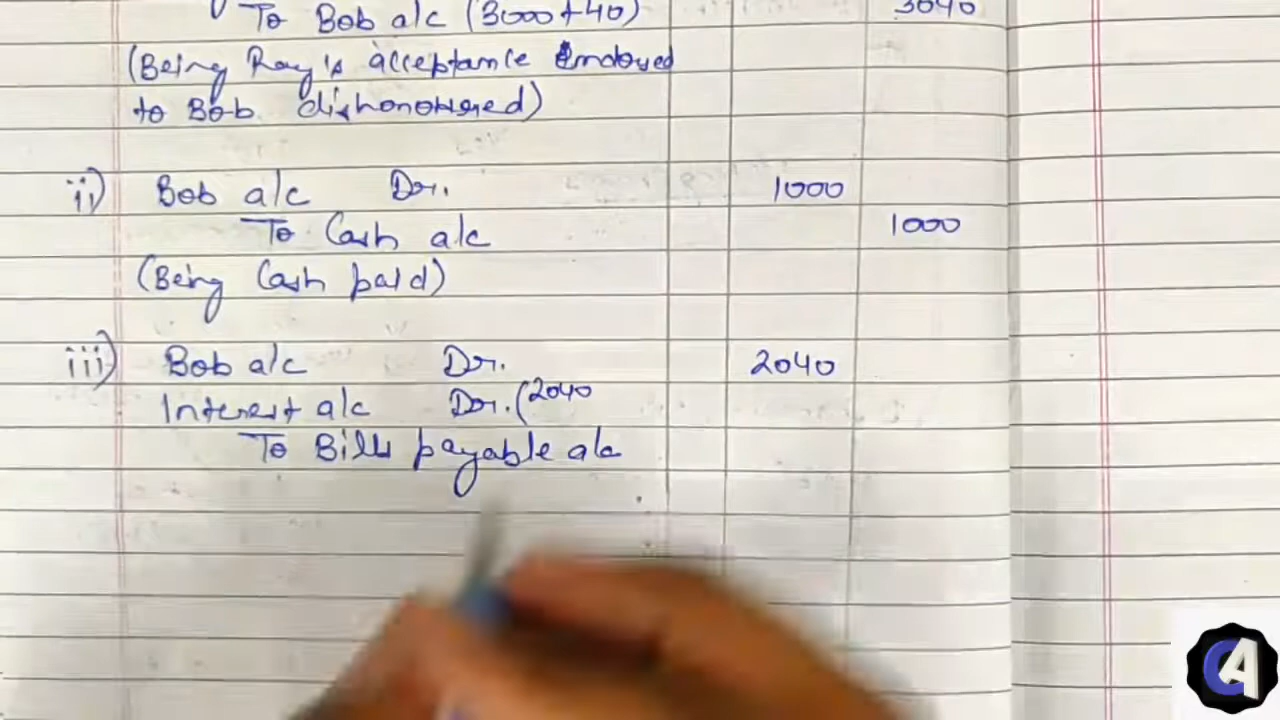 To Bob a/c (3000+40) 3040
(Being Ray's acceptance Endorsed
to Bob dishonoured)
ii) Bob a/c Dr. 1000
To Cash a/c 1000
(Being Cash paid)
iii) Bob a/c Dr. 2040
Interest a/c Dr. (2040
To Bills payable a/c
CA